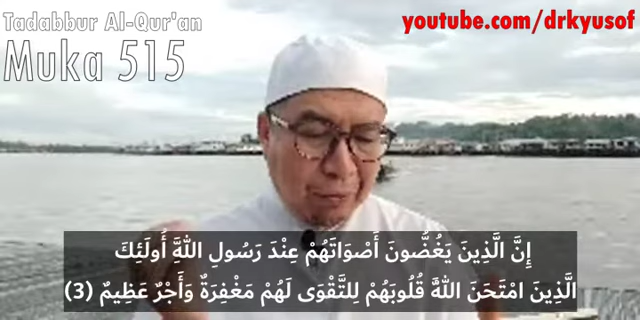 Tadabbur Al-Qur'an
youtube.com/drkyusof
Muka 515
إِنَّ الَّذِينَ يَغُضُّونَ أَصْوَاتَهُمْ عِنْدَ رَسُولِ اللَّهِ أُولَئِكَ
الَّذِينَ امْتَحَنَ اللَّهُ قُلُوبَهُمْ لِلتَّقْوَى لَهُمْ مَغْفِرَةٌ وَأَجْرٌ عَظِيمٌ (3)